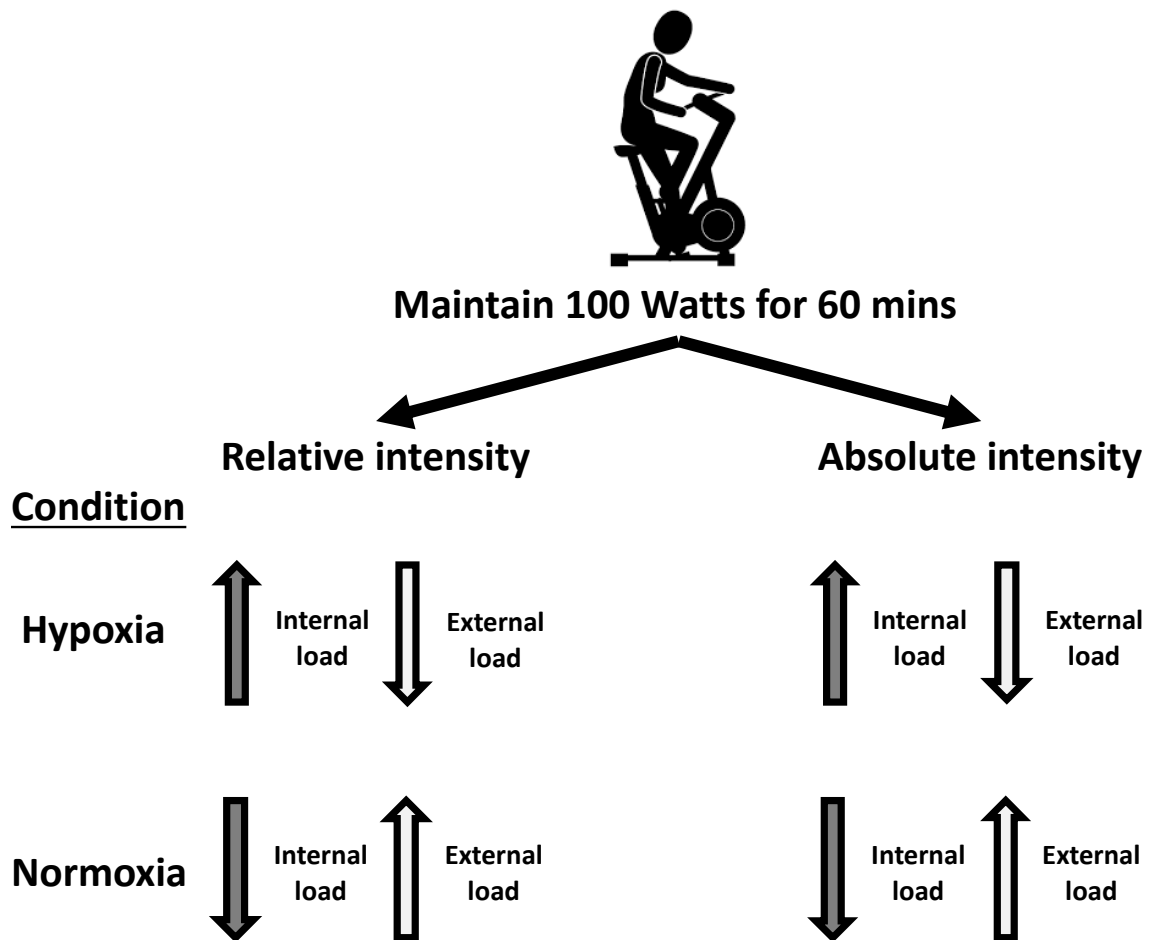 Maintain 100 Watts for 60 mins
Relative intensity
Absolute intensity
Condition
Hypoxia
Internal
load
External
load
Internal
load
External
load
Normoxia
Internal
load
External
load
Internal
load
External
load